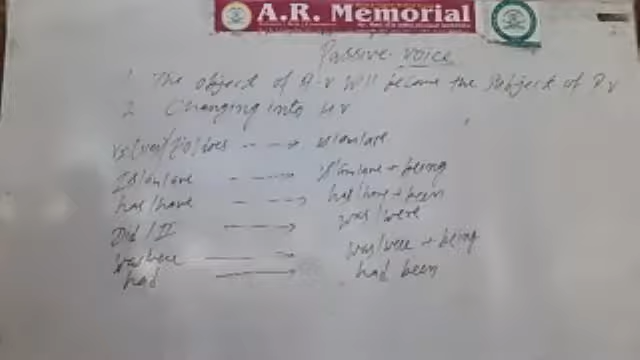 A.R. Memorial
Passive voice
1. The object of A.v Will become the Subject of P.v
2. Changing into H.v
is/am/are
Is/am/are ---> is/am/are + being
has/have ---> has/have + been
Did/II ---> was/were
was/were ---> was/were + being
had ---> had been